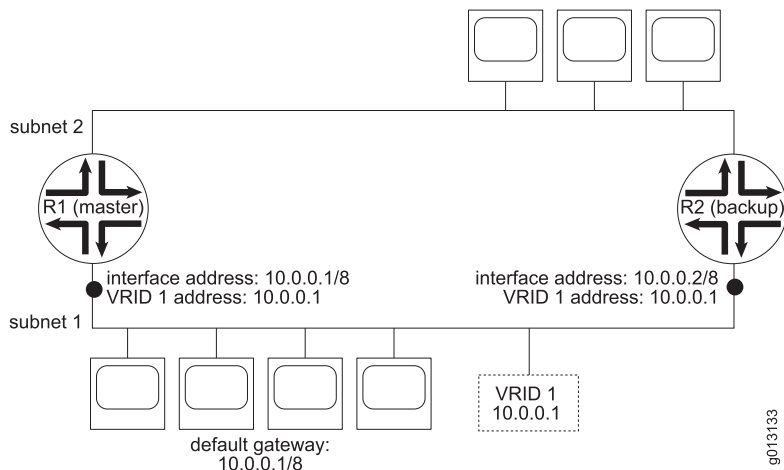 subnet 2
R1 (master)
R2 (backup)
interface address: 10.0.0.1/8
VRID 1 address: 10.0.0.1
interface address: 10.0.0.2/8
VRID 1 address: 10.0.0.1
subnet 1
VRID 1
10.0.0.1
default gateway:
10.0.0.1/8
g013133